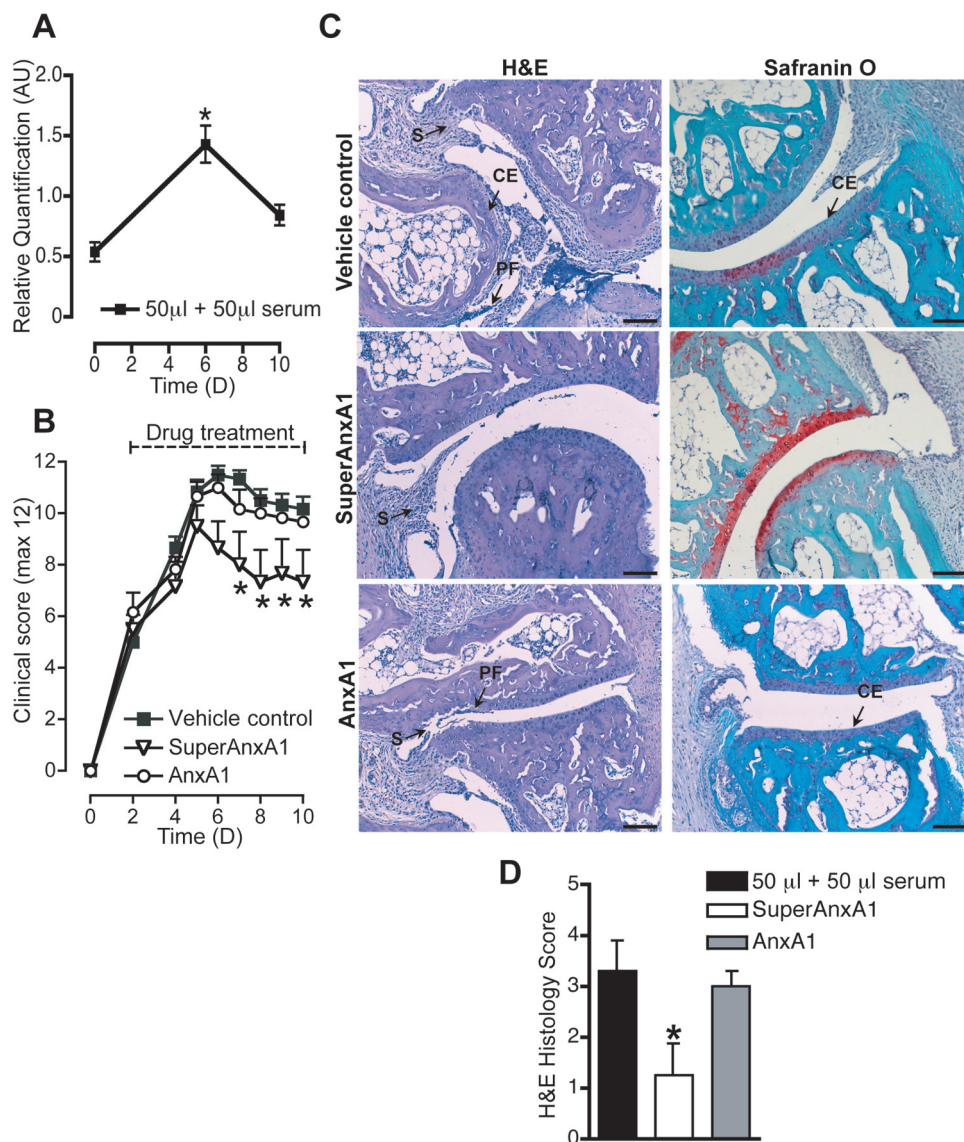 A
Relative Quantification (AU)
2.0
1.5
1.0
0.5
0
*
50μl + 50μl serum
0 2 4 6 8 10
Time (D)
B
Drug treatment
Clinical score (max 12)
12
10
8
6
4
2
0
* * * *
Vehicle control
SuperAnxA1
AnxA1
0 2 4 6 8 10
Time (D)
C
H&E Safranin O
Vehicle control
S
CE
PF
CE
SuperAnxA1
S
AnxA1
PF
S
CE
D
H&E Histology Score
5
4
3
2
1
0
*
50 μl + 50 μl serum
SuperAnxA1
AnxA1